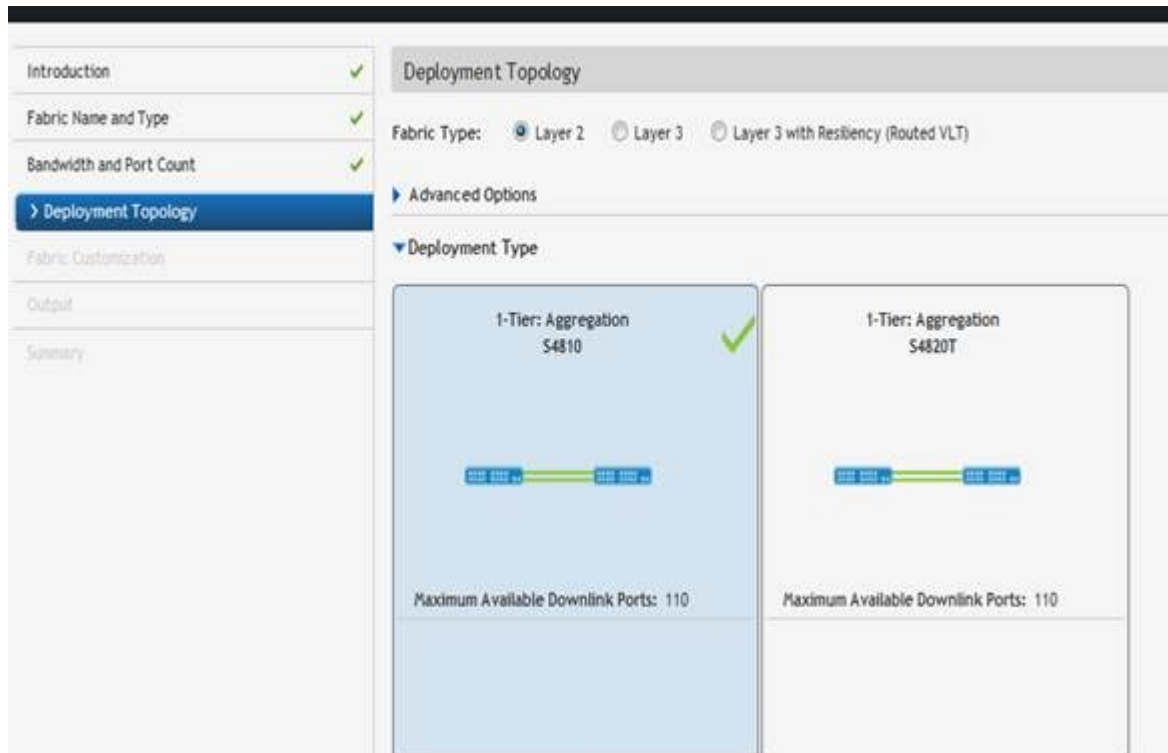 Introduction
Fabric Name and Type
Bandwidth and Port Count
Deployment Topology
Fabric Customization
Output
Summary
Deployment Topology
Fabric Type: Layer 2 Layer 3 Layer 3 with Resiliency (Routed VLT)
Advanced Options
Deployment Type
1-Tier: Aggregation
S4810
Maximum Available Downlink Ports: 110
1-Tier: Aggregation
S4820T
Maximum Available Downlink Ports: 110